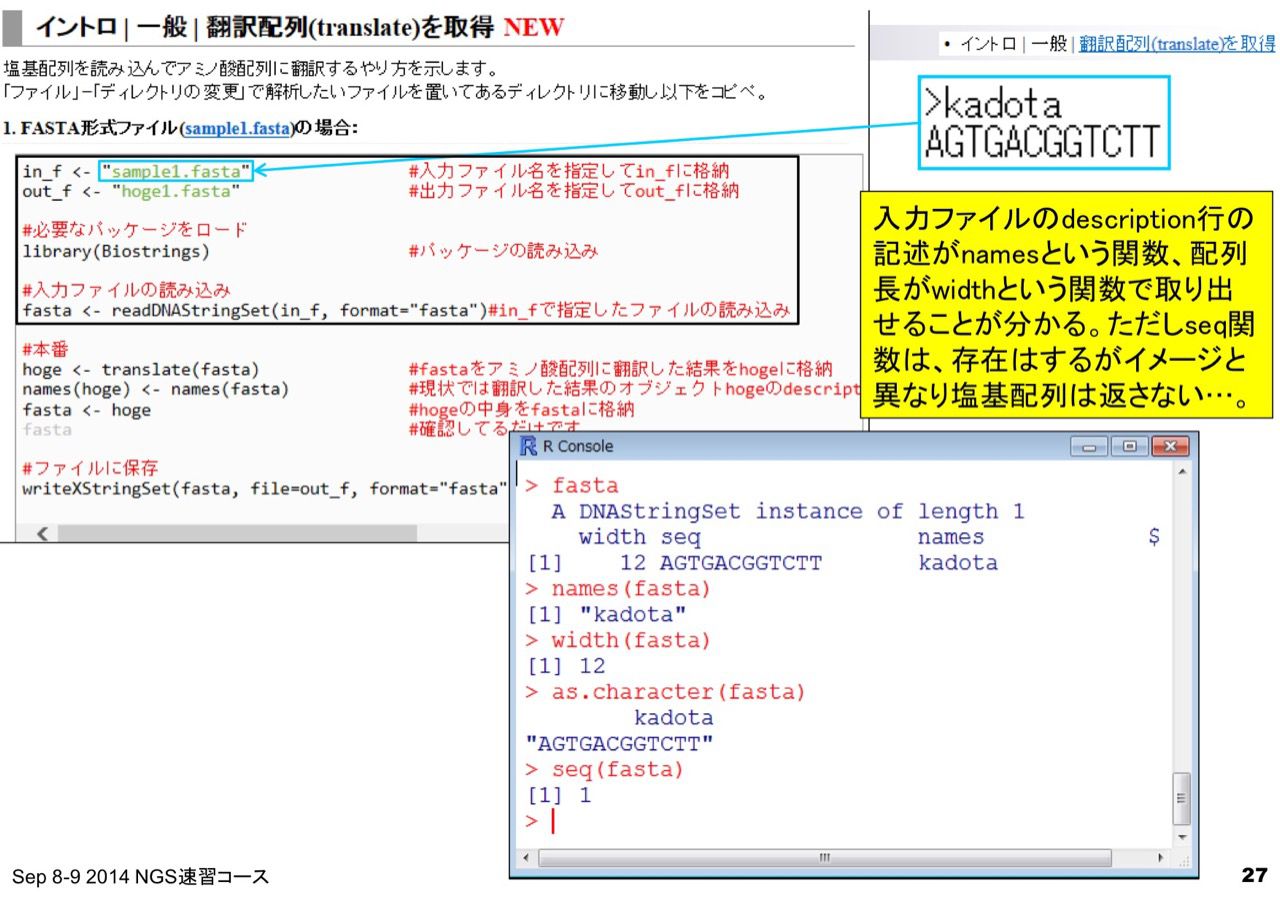 イントロ | 一般 | 翻訳配列(translate)を取得 NEW
塩基配列を読み込んでアミノ酸配列に翻訳するやり方を示します。
「ファイル」-「ディレクトリの変更」で解析したいファイルを置いてあるディレクトリに移動し以下をコピペ。
1. FASTA形式ファイル(sample1.fasta)の場合:
in_f <- "sample1.fasta" #入力ファイル名を指定してin_fに格納
out_f <- "hoge1.fasta" #出力ファイル名を指定してout_fに格納
#必要なパッケージをロード
library(Biostrings) #パッケージの読み込み
#入力ファイルの読み込み
fasta <- readDNAStringSet(in_f, format="fasta")#in_fで指定したファイルの読み込み
#本番
hoge <- translate(fasta) #fastaをアミノ酸配列に翻訳した結果をhogeに格納
names(hoge) <- names(fasta) #現状では翻訳した結果のオブジェクトhogeのdescript
fasta <- hoge #hogeの中身をfastaに格納
fasta #確認してるだけです
#ファイルに保存
writeXStringSet(fasta, file=out_f, format="fasta"
• イントロ | 一般 | 翻訳配列(translate)を取得
>kadota
AGTGACGGTCTT
入力ファイルのdescription行の
記述がnamesという関数、配列
長がwidthという関数で取り出
せることが分かる。ただしseq関
数は、存在はするがイメージと
異なり塩基配列は返さない…。
R Console
> fasta
A DNAStringSet instance of length 1
width seq names $
[1] 12 AGTGACGGTCTT kadota
> names(fasta)
[1] "kadota"
> width(fasta)
[1] 12
> as.character(fasta)
kadota
"AGTGACGGTCTT"
> seq(fasta)
[1] 1
>
Sep 8-9 2014 NGS速習コース
27